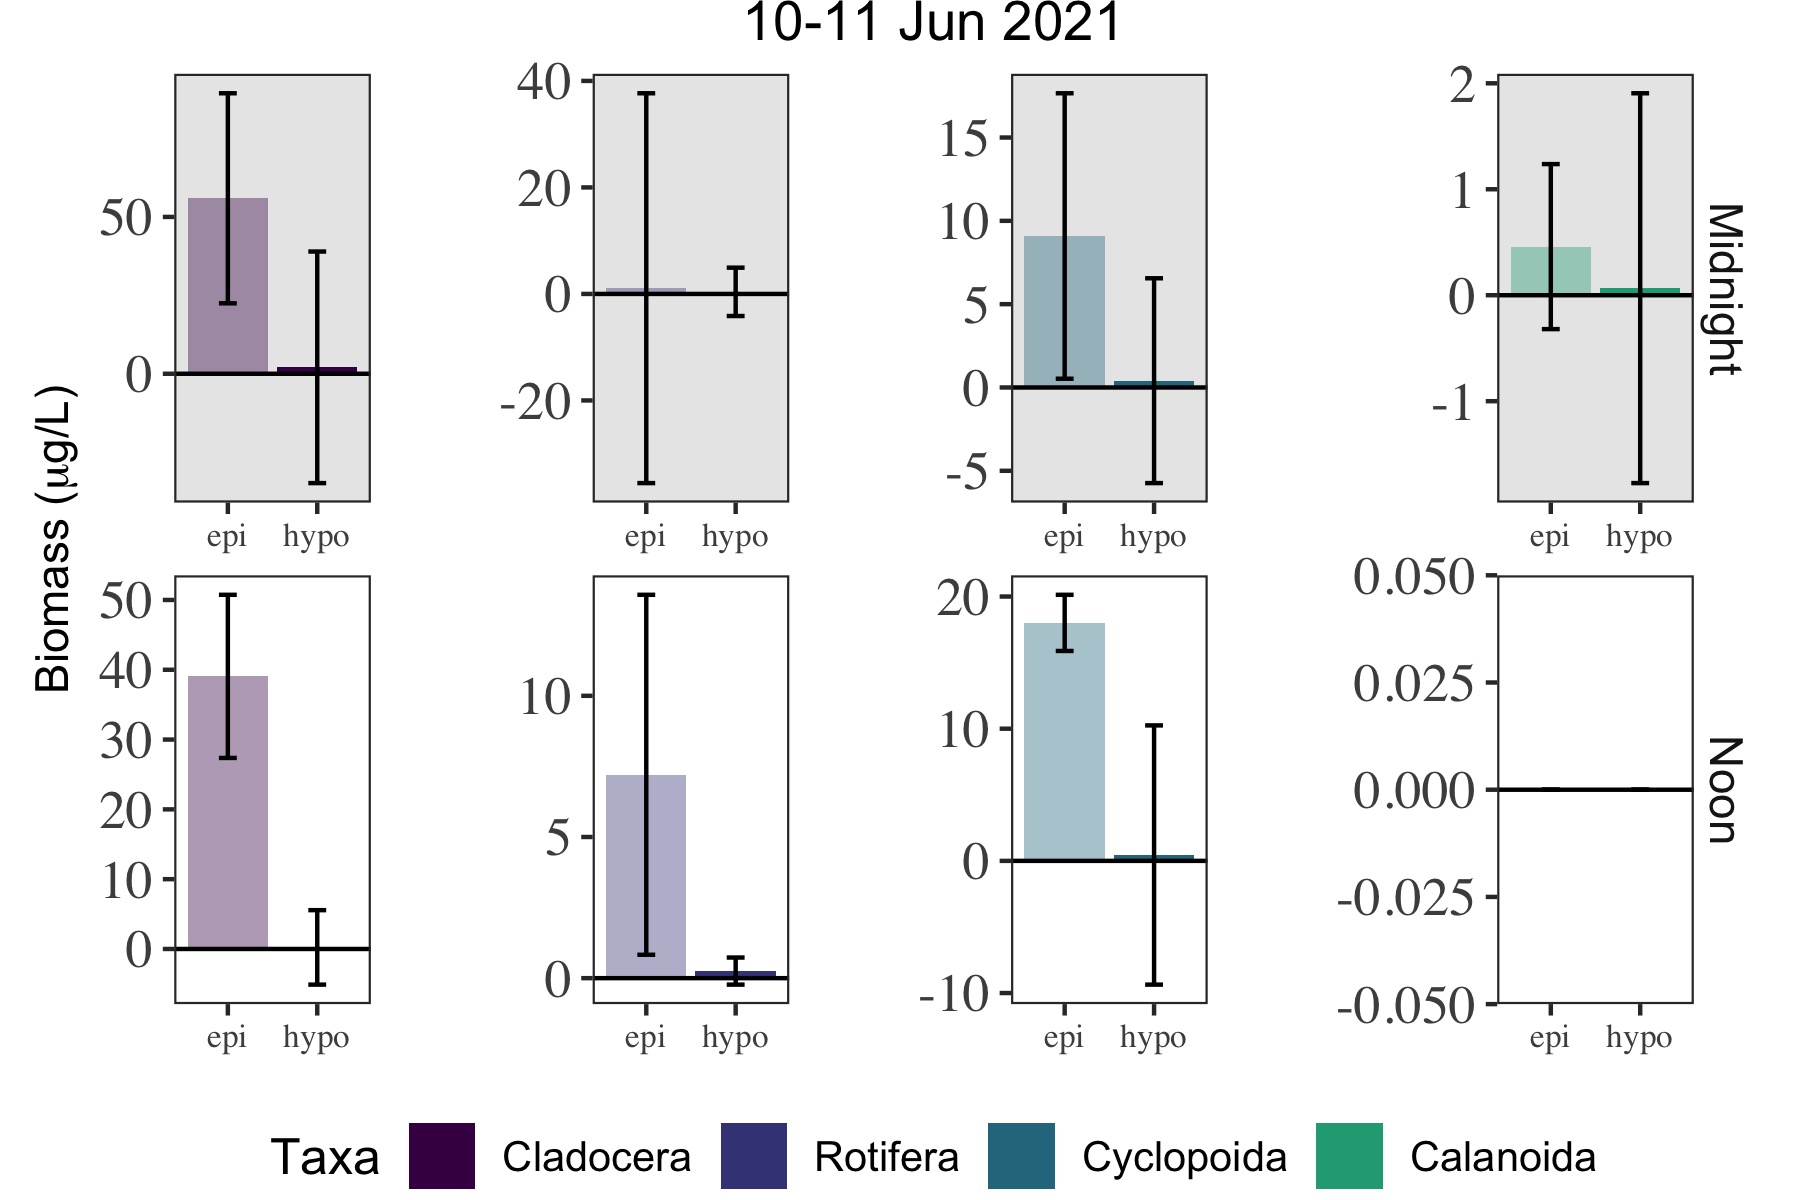 10-11 Jun 2021
Biomass (µg/L)
50
0
epi hypo
40
20
0
-20
epi hypo
15
10
5
0
-5
epi hypo
2
1
0
-1
epi hypo
Midnight
50
40
30
20
10
0
epi hypo
10
5
0
epi hypo
20
10
0
-10
epi hypo
0.050
0.025
0.000
-0.025
-0.050
epi hypo
Noon
Taxa Cladocera Rotifera Cyclopoida Calanoida